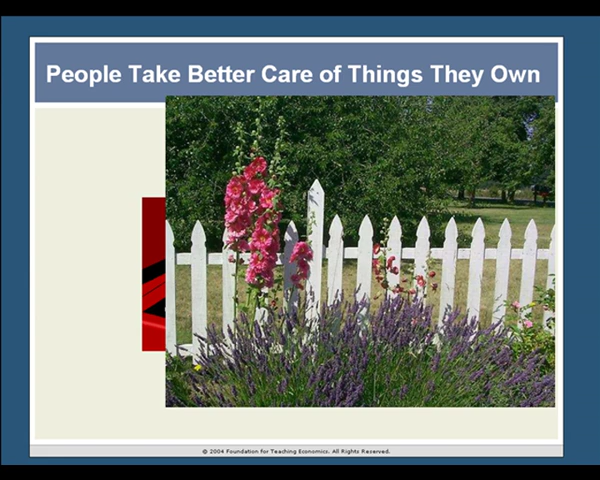 People Take Better Care of Things They Own
© 2004 Foundation for Teaching Economics. All Rights Reserved.